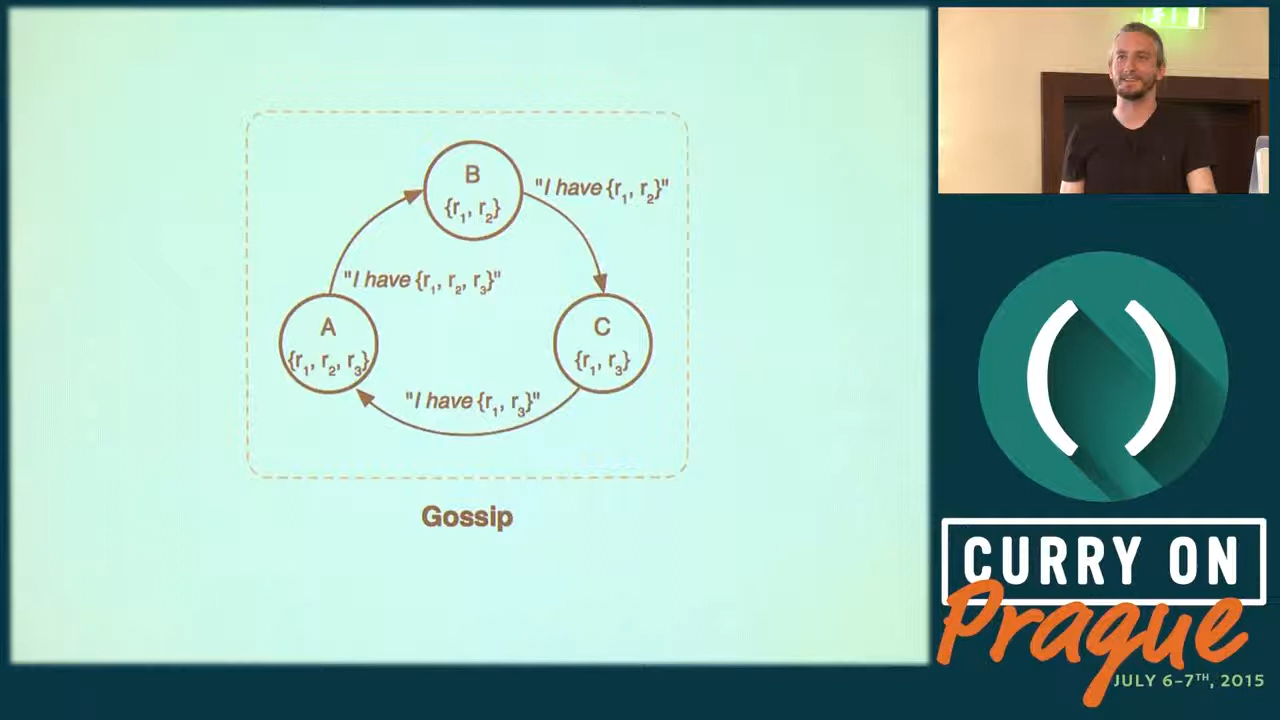 B
{r₁, r₂}
"I have {r₁, r₂}"
"I have {r₁, r₂, r₃}"
A
{r₁, r₂, r₃}
C
{r₁, r₃}
"I have {r₁, r₃}"
Gossip
( )
CURRY ON
Prague
JULY 6–7TH, 2015